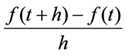 f(t + h) − f(t)
h